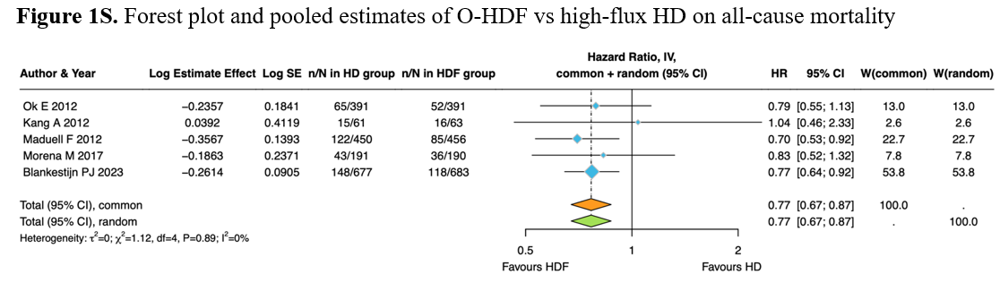 Figure 1S. Forest plot and pooled estimates of O-HDF vs high-flux HD on all-cause mortality
Hazard Ratio, IV,
Author & Year Log Estimate Effect Log SE n/N in HD group n/N in HDF group common + random (95% CI) HR 95% CI W(common) W(random)
Ok E 2012 −0.2357 0.1841 65/391 52/391 0.79 [0.55; 1.13] 13.0 13.0
Kang A 2012 0.0392 0.4119 15/61 16/63 1.04 [0.46; 2.33] 2.6 2.6
Maduell F 2012 −0.3567 0.1393 122/450 85/456 0.70 [0.53; 0.92] 22.7 22.7
Morena M 2017 −0.1863 0.2371 43/191 36/190 0.83 [0.52; 1.32] 7.8 7.8
Blankestijn PJ 2023 −0.2614 0.0905 148/677 118/683 0.77 [0.64; 0.92] 53.8 53.8
Total (95% CI), common 0.77 [0.67; 0.87] 100.0 .
Total (95% CI), random 0.77 [0.67; 0.87] . 100.0
Heterogeneity: τ²=0; χ²=1.12, df=4, P=0.89; I²=0%
0.5 1 2
Favours HDF Favours HD